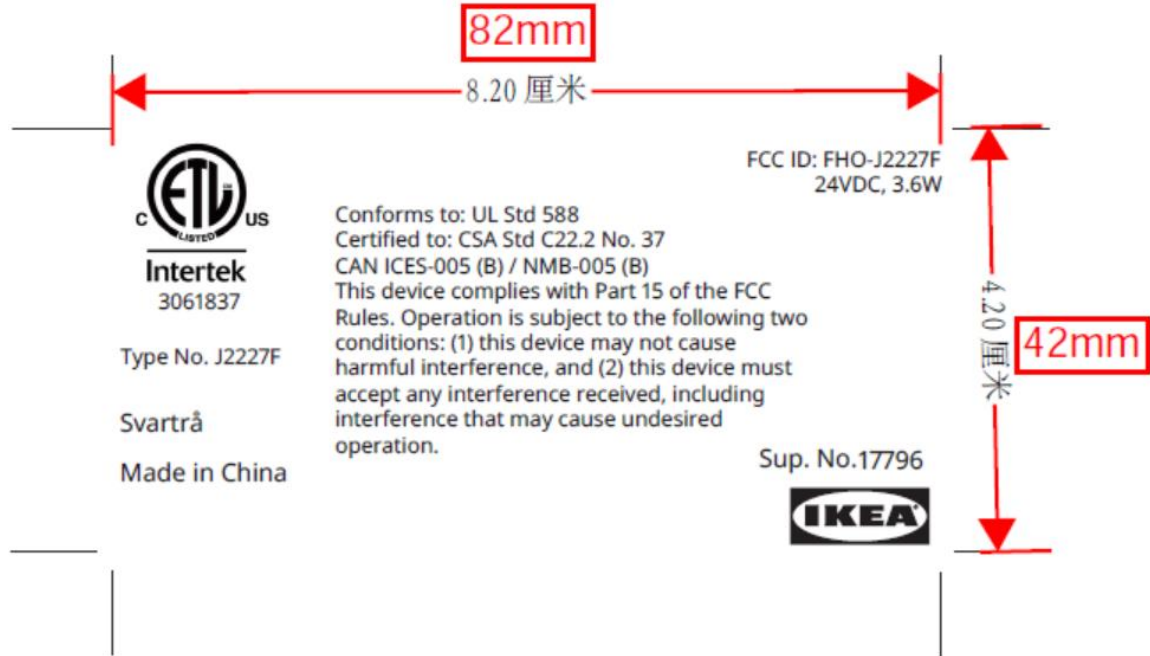 82mm
8.20 厘米
FCC ID: FHO-J2227F
24VDC, 3.6W
ETL
C US
LISTED
Intertek
3061837
Type No. J2227F
Svartrå
Made in China
Conforms to: UL Std 588
Certified to: CSA Std C22.2 No. 37
CAN ICES-005 (B) / NMB-005 (B)
This device complies with Part 15 of the FCC
Rules. Operation is subject to the following two
conditions: (1) this device may not cause
harmful interference, and (2) this device must
accept any interference received, including
interference that may cause undesired
operation.
Sup. No.17796
IKEA
4.20 厘米
42mm